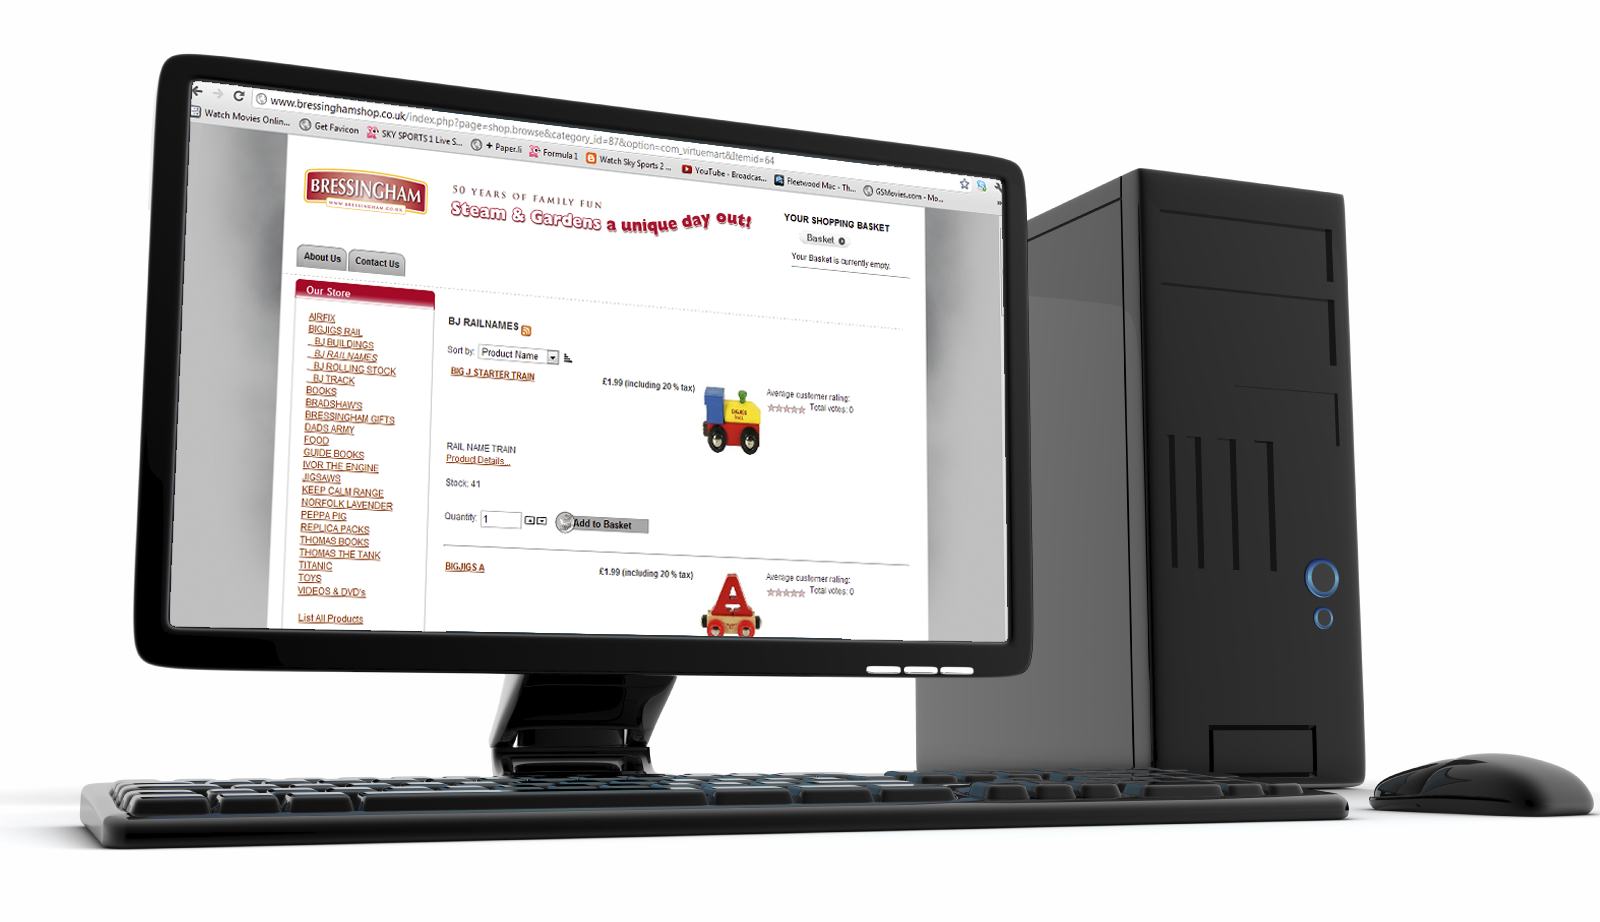 www.bressinghamshop.co.uk/index.php?page=shop.browse&category_id=87&option=com_virtuemart&Itemid=64
Watch Movies Onlin... Get Favicon SKY SPORTS 1 Live S... + Paper.li Formula 1 Watch Sky Sports 2 ... YouTube - Broadcas... Fleetwood Mac - Th... GSMovies.com - Mo... »
BRESSINGHAM
WWW.BRESSINGHAM.CO.UK
50 YEARS OF FAMILY FUN
Steam & Gardens a unique day out!
YOUR SHOPPING BASKET
Basket
Your Basket is currently empty.
About Us
Contact Us
Our Store
AIRFIX
BIGJIGS RAIL
BJ BUILDINGS
BJ RAILNAMES
BJ ROLLING STOCK
BJ TRACK
BOOKS
BRADSHAW'S
BRESSINGHAM GIFTS
DADS ARMY
FOOD
GUIDE BOOKS
IVOR THE ENGINE
JIGSAWS
KEEP CALM RANGE
NORFOLK LAVENDER
PEPPA PIG
REPLICA PACKS
THOMAS BOOKS
THOMAS THE TANK
TITANIC
TOYS
VIDEOS & DVD's
List All Products
BJ RAILNAMES
Sort by: Product Name
BIG J STARTER TRAIN
£1.99 (including 20 % tax)
BIGJIGS
RAIL
Average customer rating:
Total votes: 0
RAIL NAME TRAIN
Product Details...
Stock: 41
Quantity: 1
Add to Basket
BIGJIGS A
£1.99 (including 20 % tax)
A
Average customer rating:
Total votes: 0